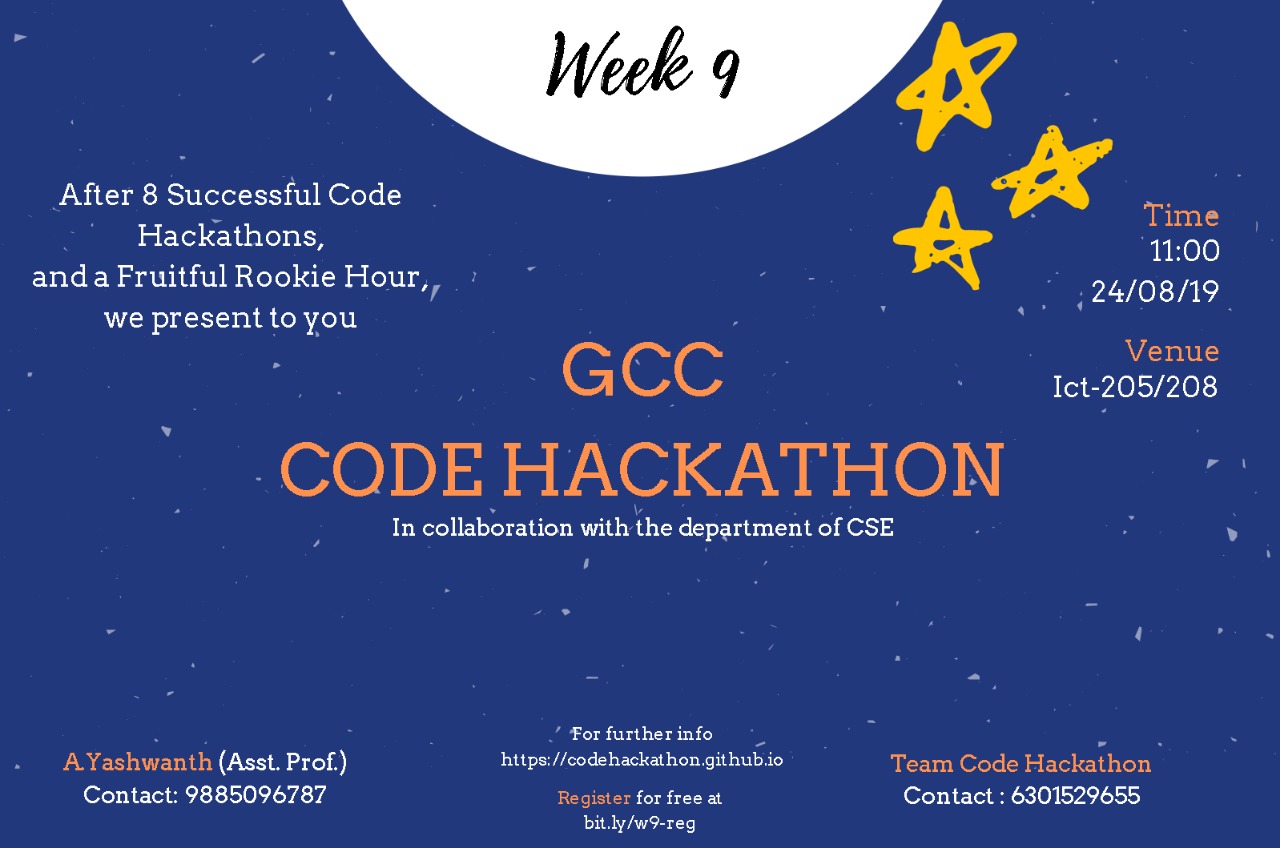 Week 9
After 8 Successful Code
Hackathons,
and a Fruitful Rookie Hour,
we present to you
Time
11:00
24/08/19
Venue
Ict-205/208
GCC
CODE HACKATHON
In collaboration with the department of CSE
A.Yashwanth (Asst. Prof.)
Contact: 9885096787
For further info
https://codehackathon.github.io
Register for free at
bit.ly/w9-reg
Team Code Hackathon
Contact : 6301529655